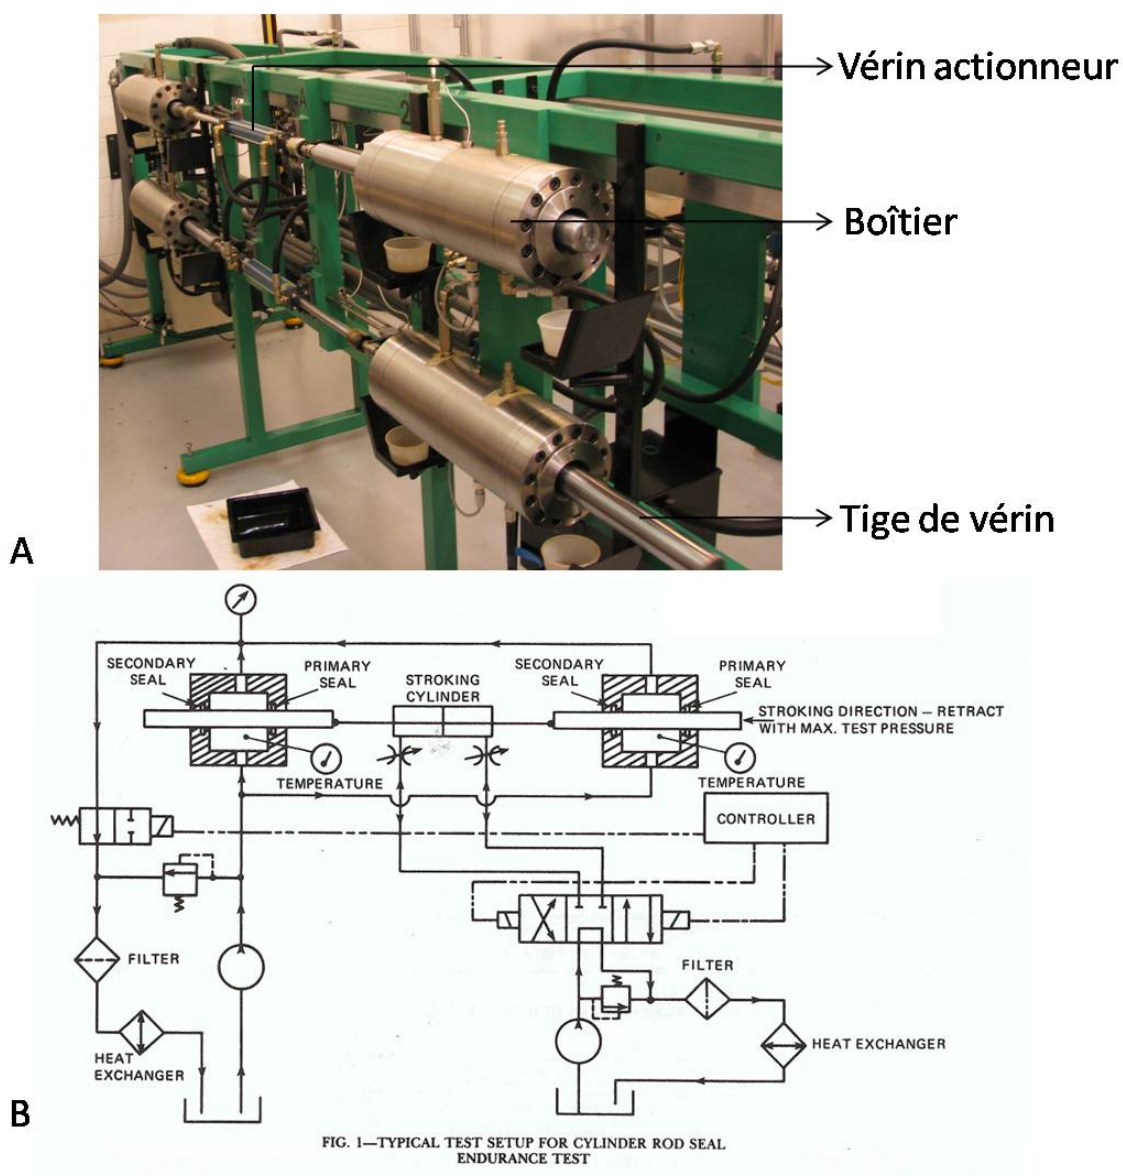 Vérin actionneur
Boîtier
Tige de vérin
A
SECONDARY
SEAL
PRIMARY
SEAL
STROKING
CYLINDER
SECONDARY
SEAL
PRIMARY
SEAL
STROKING DIRECTION – RETRACT
WITH MAX. TEST PRESSURE
TEMPERATURE
TEMPERATURE
CONTROLLER
FILTER
FILTER
HEAT
EXCHANGER
HEAT EXCHANGER
B
FIG. 1—TYPICAL TEST SETUP FOR CYLINDER ROD SEAL
ENDURANCE TEST